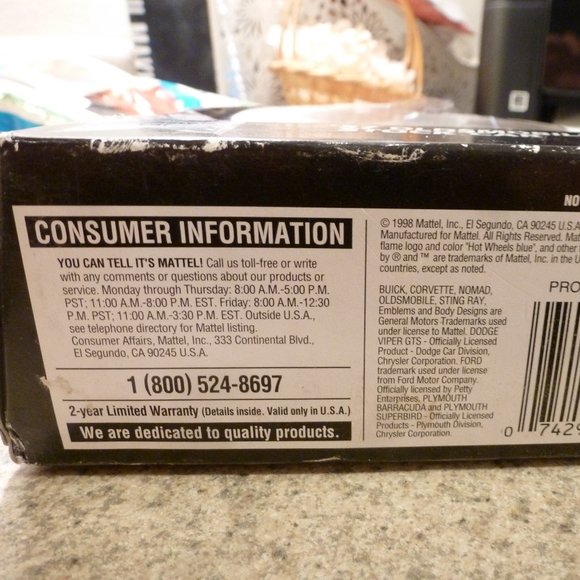 NO
CONSUMER INFORMATION
YOU CAN TELL IT'S MATTEL! Call us toll-free or write
with any comments or questions about our products or
service. Monday through Thursday: 8:00 A.M.-5:00 P.M.
PST; 11:00 A.M.-8:00 P.M. EST. Friday: 8:00 A.M.-12:30
P.M. PST; 11:00 A.M.-3:30 P.M. EST. Outside U.S.A.,
see telephone directory for Mattel listing.
Consumer Affairs, Mattel, Inc., 333 Continental Blvd.,
El Segundo, CA 90245 U.S.A.
1 (800) 524-8697
2-year Limited Warranty (Details inside. Valid only in U.S.A.)
We are dedicated to quality products.
© 1998 Mattel, Inc., El Segundo, CA 90245 U.S.
Manufactured for Mattel. All Rights Reserved. Mat
flame logo and color "Hot Wheels blue", and other
by ® and ™ are trademarks of Mattel, Inc. in the U
countries, except as noted.
BUICK, CORVETTE, NOMAD,
OLDSMOBILE, STING RAY,
Emblems and Body Designs are
General Motors Trademarks used
under license to Mattel. DODGE
VIPER GTS - Officially Licensed
Product - Dodge Car Division,
Chrysler Corporation. FORD
trademark used under license
from Ford Motor Company.
Officially licensed by Petty
Enterprises, PLYMOUTH
BARRACUDA and PLYMOUTH
SUPERBIRD - Officially Licensed
Products - Plymouth Division,
Chrysler Corporation.
PRO
0 7429